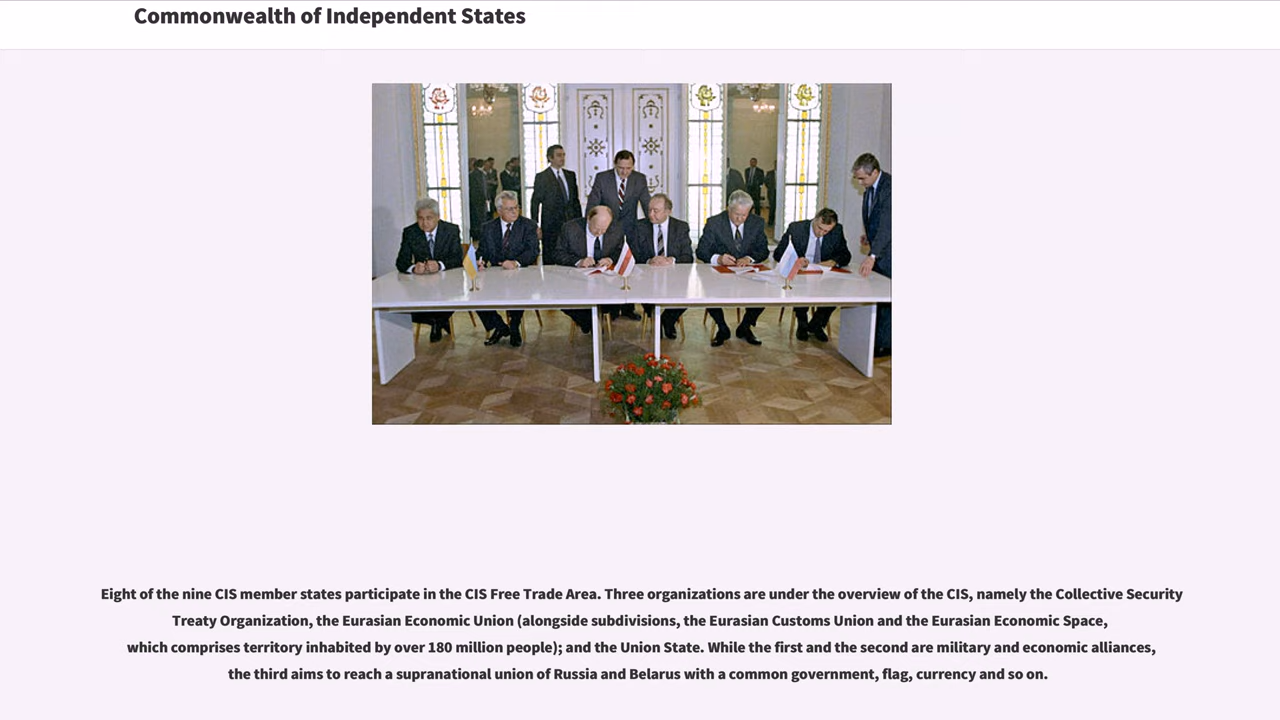 Commonwealth of Independent States
Eight of the nine CIS member states participate in the CIS Free Trade Area. Three organizations are under the overview of the CIS, namely the Collective Security
Treaty Organization, the Eurasian Economic Union (alongside subdivisions, the Eurasian Customs Union and the Eurasian Economic Space,
which comprises territory inhabited by over 180 million people); and the Union State. While the first and the second are military and economic alliances,
the third aims to reach a supranational union of Russia and Belarus with a common government, flag, currency and so on.